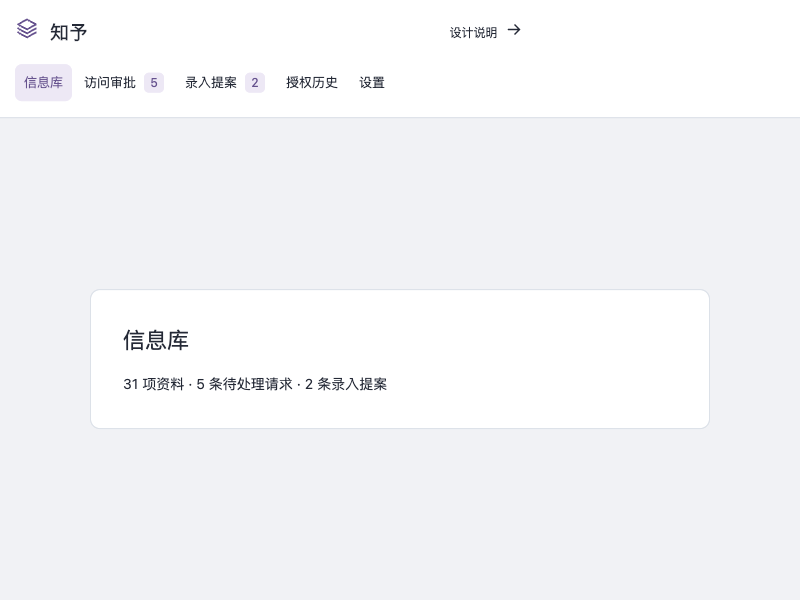 知予
设计说明
信息库 访问审批 5 录入提案 2 授权历史 设置
信息库
31 项资料 · 5 条待处理请求 · 2 条录入提案